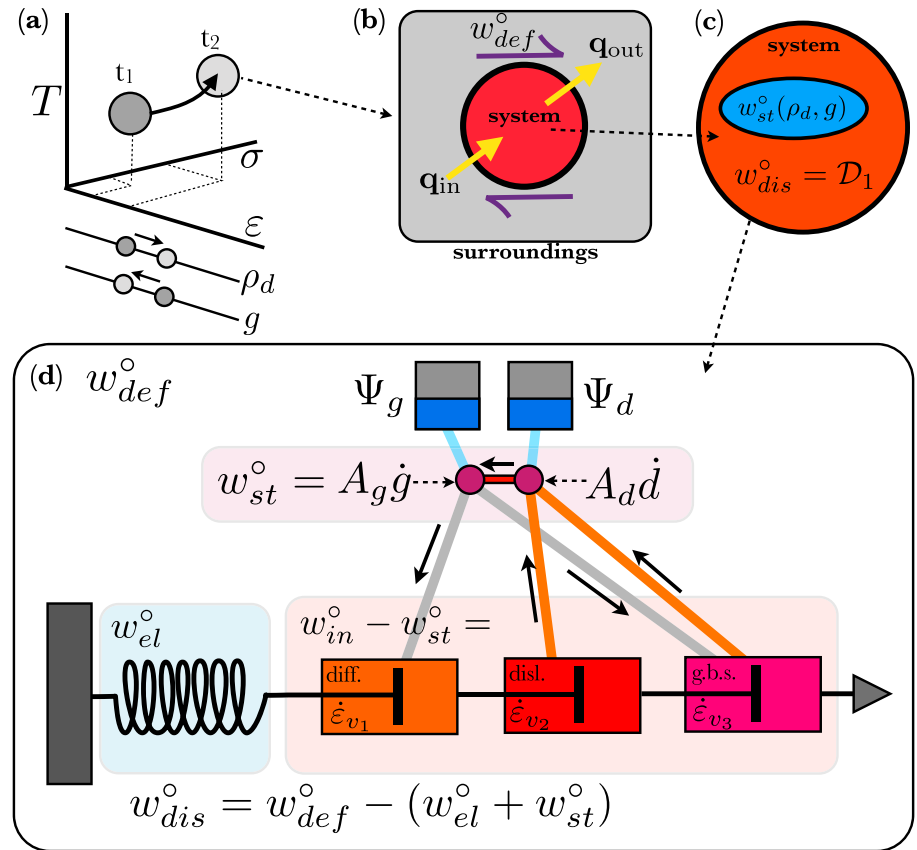 (a)
T
t₁
t₂
σ
ε
ρ_d
g
(b)
w°_def
q_out
system
q_in
surroundings
(c)
system
w°_st(ρ_d, g)
w°_dis = 𝒟₁
(d) w°_def
Ψ_g
Ψ_d
w°_st = A_g ġ
A_d ḋ
w°_el
w°_in − w°_st =
diff.
ε̇_v₁
disl.
ε̇_v₂
g.b.s.
ε̇_v₃
w°_dis = w°_def − (w°_el + w°_st)